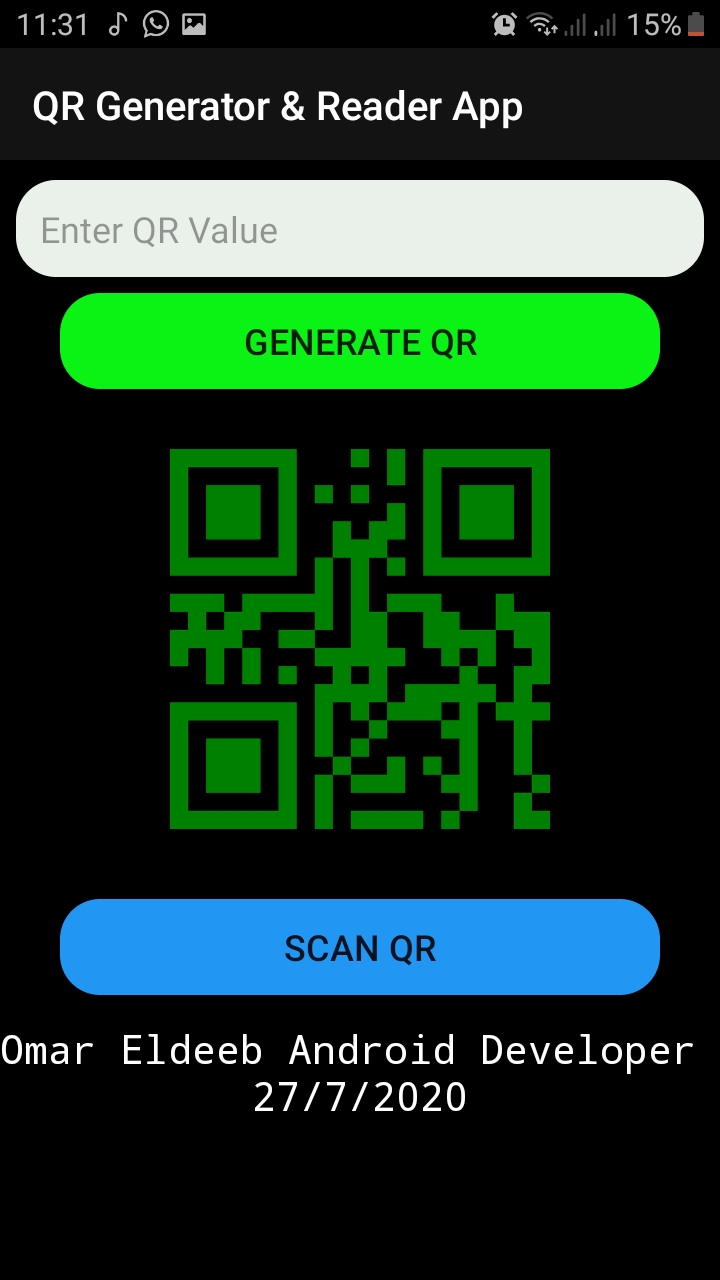 11:31 15%
QR Generator & Reader App
Enter QR Value
GENERATE QR
SCAN QR
Omar Eldeeb Android Developer
27/7/2020